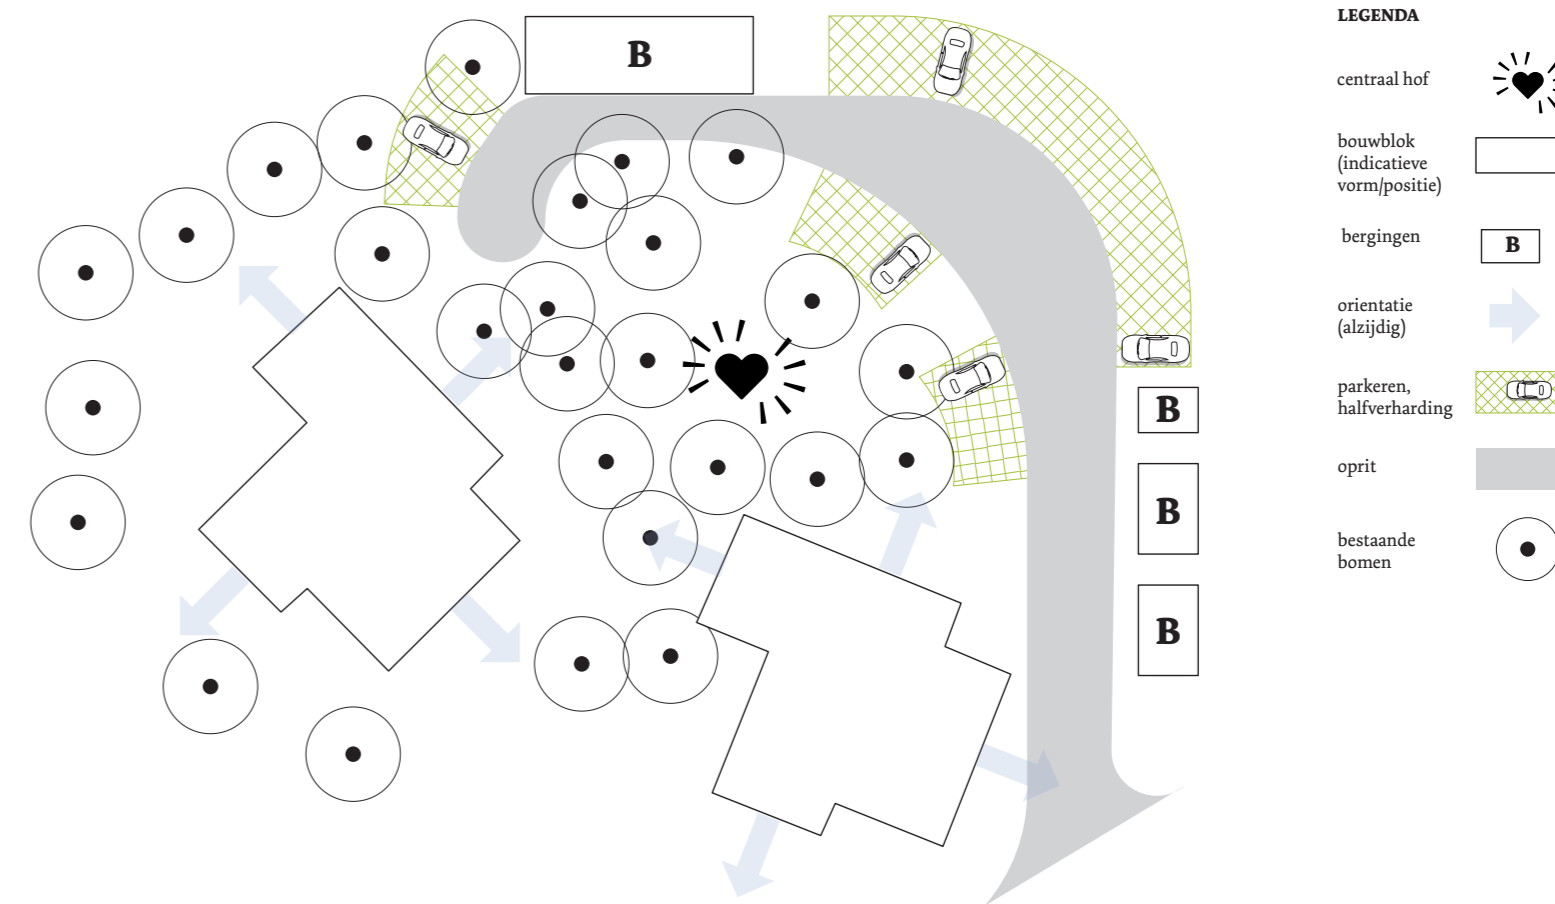 B
B
B
B
LEGENDA
centraal hof
bouwblok
(indicatieve
vorm/positie)
bergingen
B
orientatie
(alzijdig)
parkeren,
halfverharding
oprit
bestaande
bomen